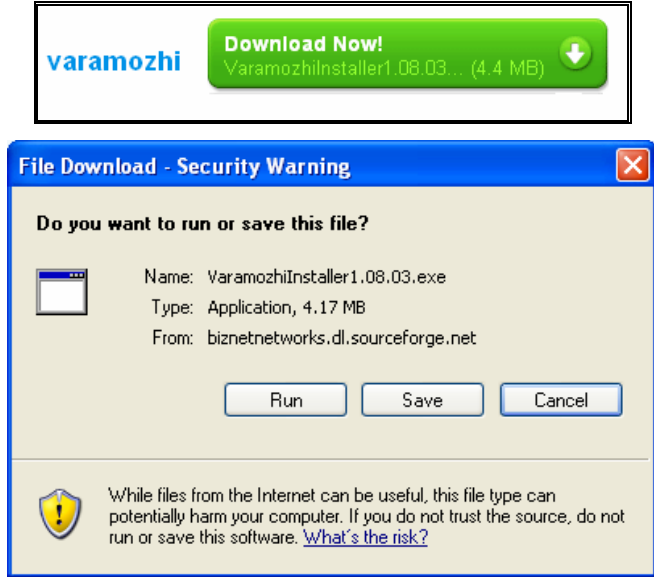 varamozhi
Download Now!
VaramozhiInstaller1.08.03... (4.4 MB)
File Download - Security Warning
Do you want to run or save this file?
Name: VaramozhiInstaller1.08.03.exe
Type: Application, 4.17 MB
From: biznetnetworks.dl.sourceforge.net
Run Save Cancel
While files from the Internet can be useful, this file type can
potentially harm your computer. If you do not trust the source, do not
run or save this software. What's the risk?